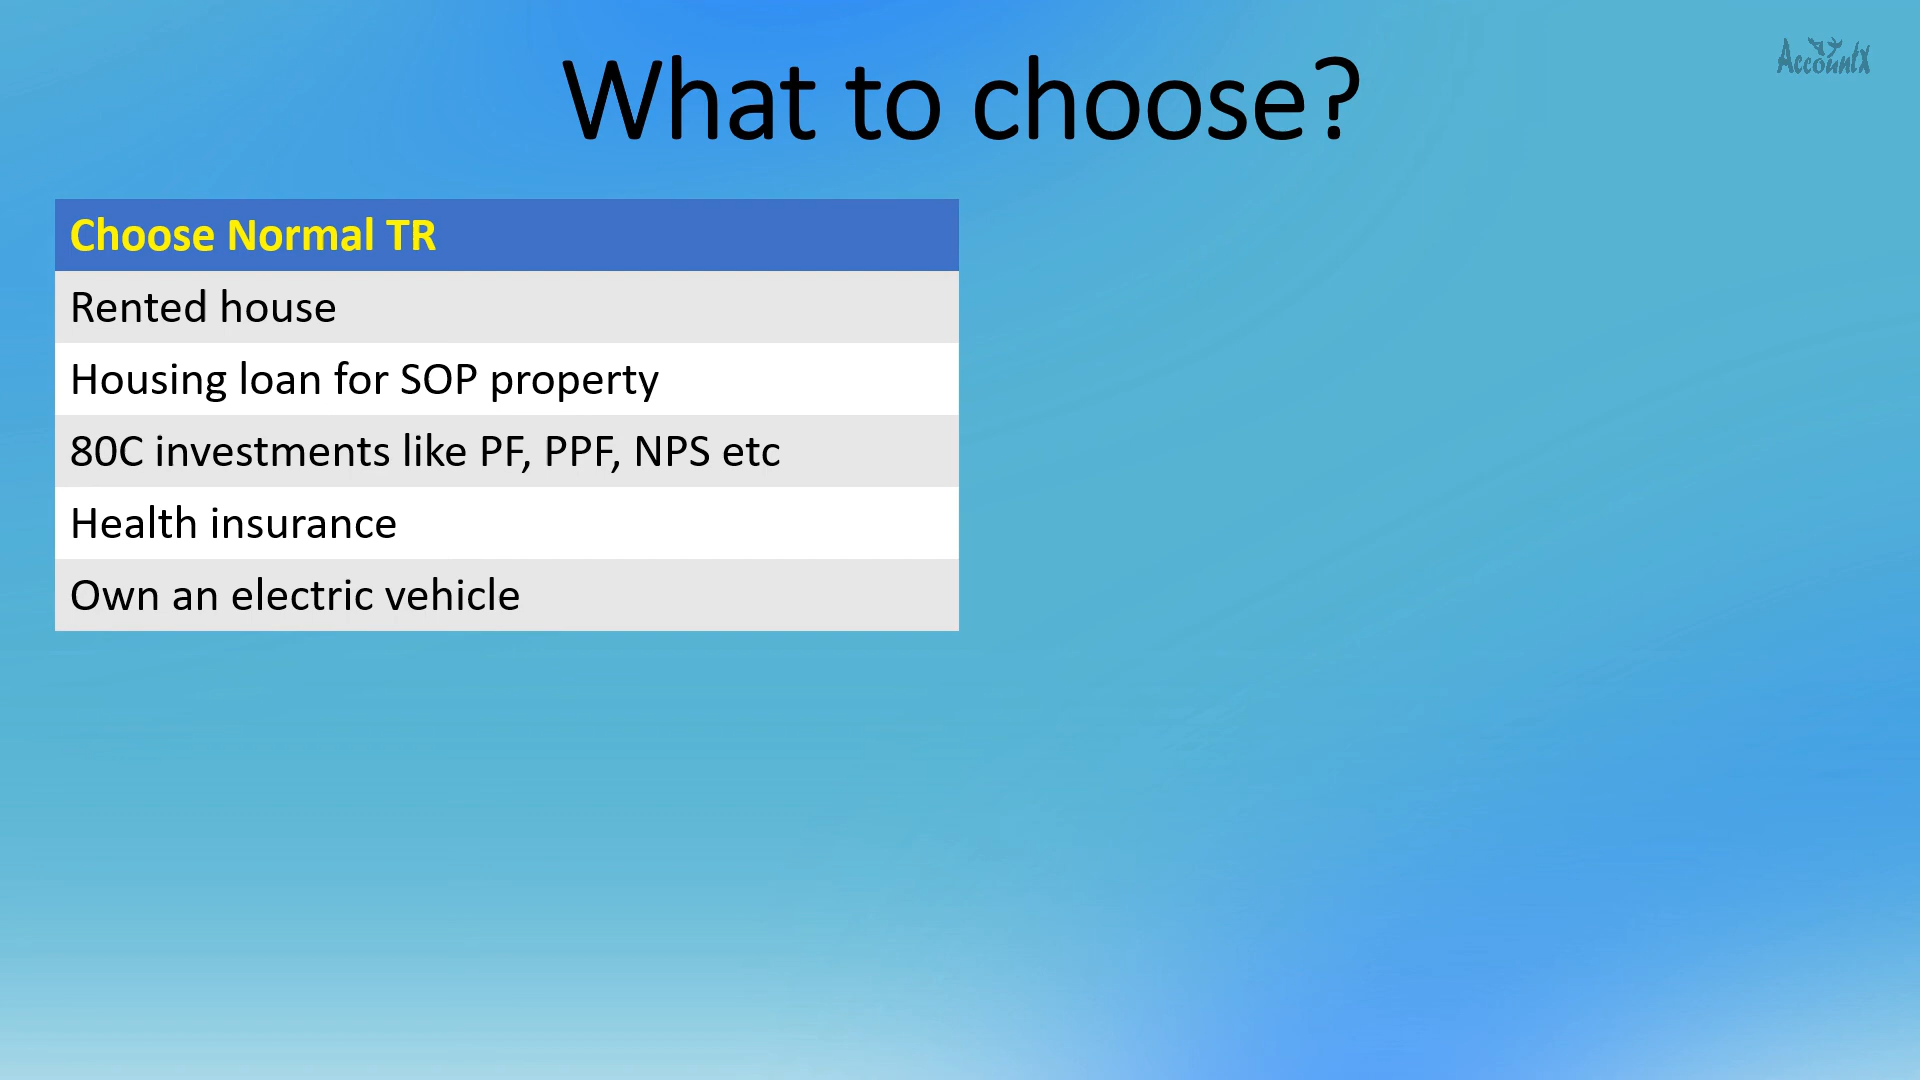 What to choose?
AccountX
Choose Normal TR
Rented house
Housing loan for SOP property
80C investments like PF, PPF, NPS etc
Health insurance
Own an electric vehicle